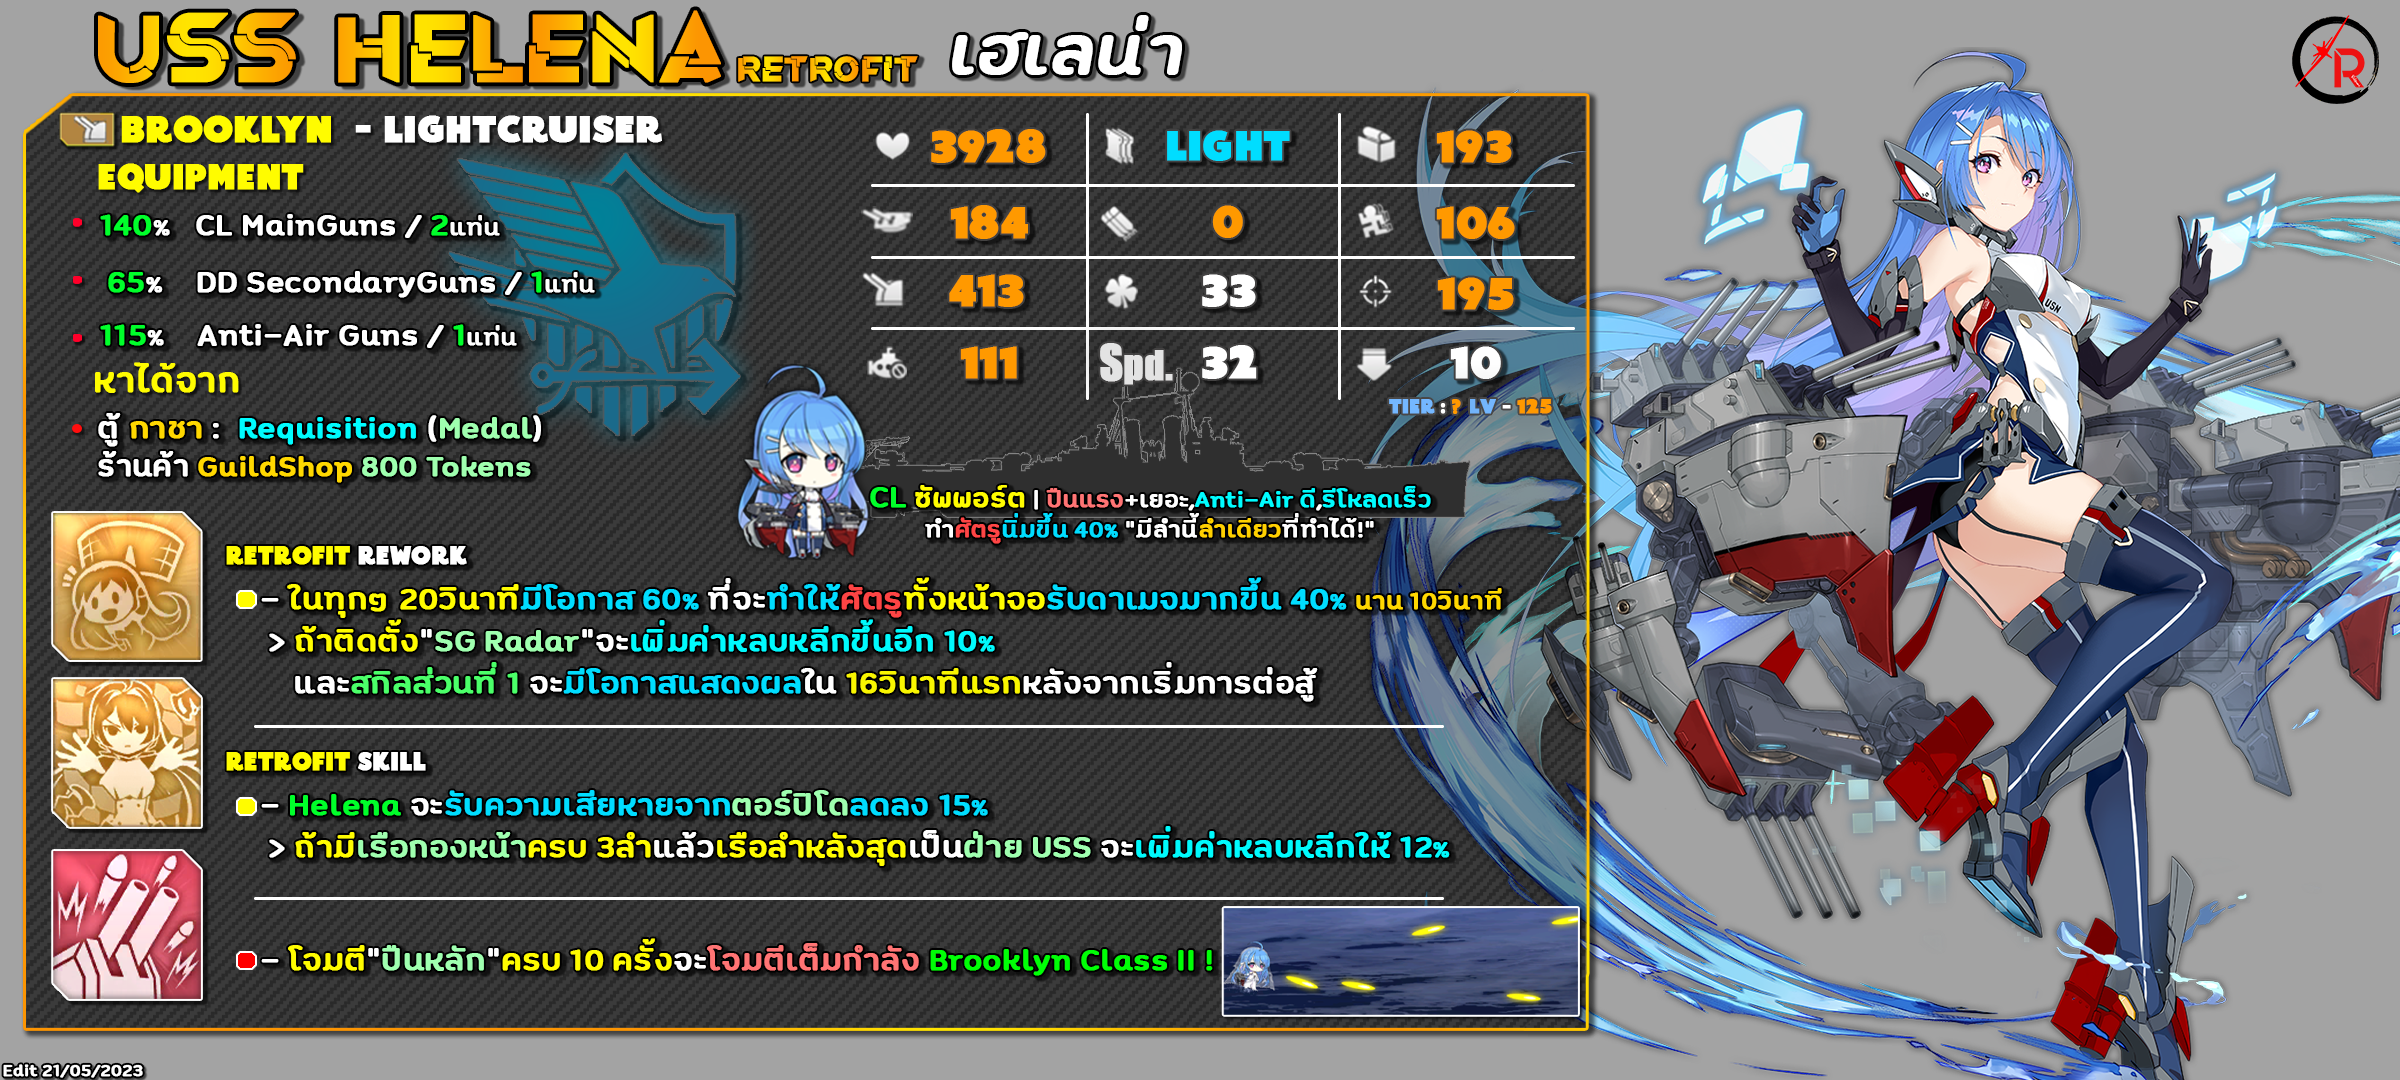 USS HELENA RETROFIT เฮเลน่า
R
BROOKLYN - LIGHTCRUISER
EQUIPMENT
140% CL MainGuns / 2แท่น
65% DD SecondaryGuns / 1แท่น
115% Anti-Air Guns / 1แท่น
หาได้จาก
ตู้ กาชา : Requisition (Medal)
ร้านค้า GuildShop 800 Tokens
3928 LIGHT 193
184 0 106
413 33 195
111 Spd. 32 10
TIER : ? LV - 125
CL ซัพพอร์ต | ปืนแรง+เยอะ,Anti-Air ดี,รีโหลดเร็ว
ทำศัตรูนิ่มขึ้น 40% "มีลำนี้ลำเดียวที่ทำได้!"
RETROFIT REWORK
- ในทุกๆ 20วินาทีมีโอกาส 60% ที่จะทำให้ศัตรูทั้งหน้าจอรับดาเมจมากขึ้น 40% นาน 10วินาที
> ถ้าติดตั้ง"SG Radar"จะเพิ่มค่าหลบหลีกขึ้นอีก 10%
และสกิลส่วนที่ 1 จะมีโอกาสแสดงผลใน 16วินาทีแรกหลังจากเริ่มการต่อสู้
RETROFIT SKILL
- Helena จะรับความเสียหายจากตอร์ปิโดลดลง 15%
> ถ้ามีเรือกองหน้าครบ 3ลำแล้วเรือลำหลังสุดเป็นฝ่าย USS จะเพิ่มค่าหลบหลีกให้ 12%
- โจมตี"ปืนหลัก"ครบ 10 ครั้งจะโจมตีเต็มกำลัง Brooklyn Class II !
USN
Edit 21/05/2023